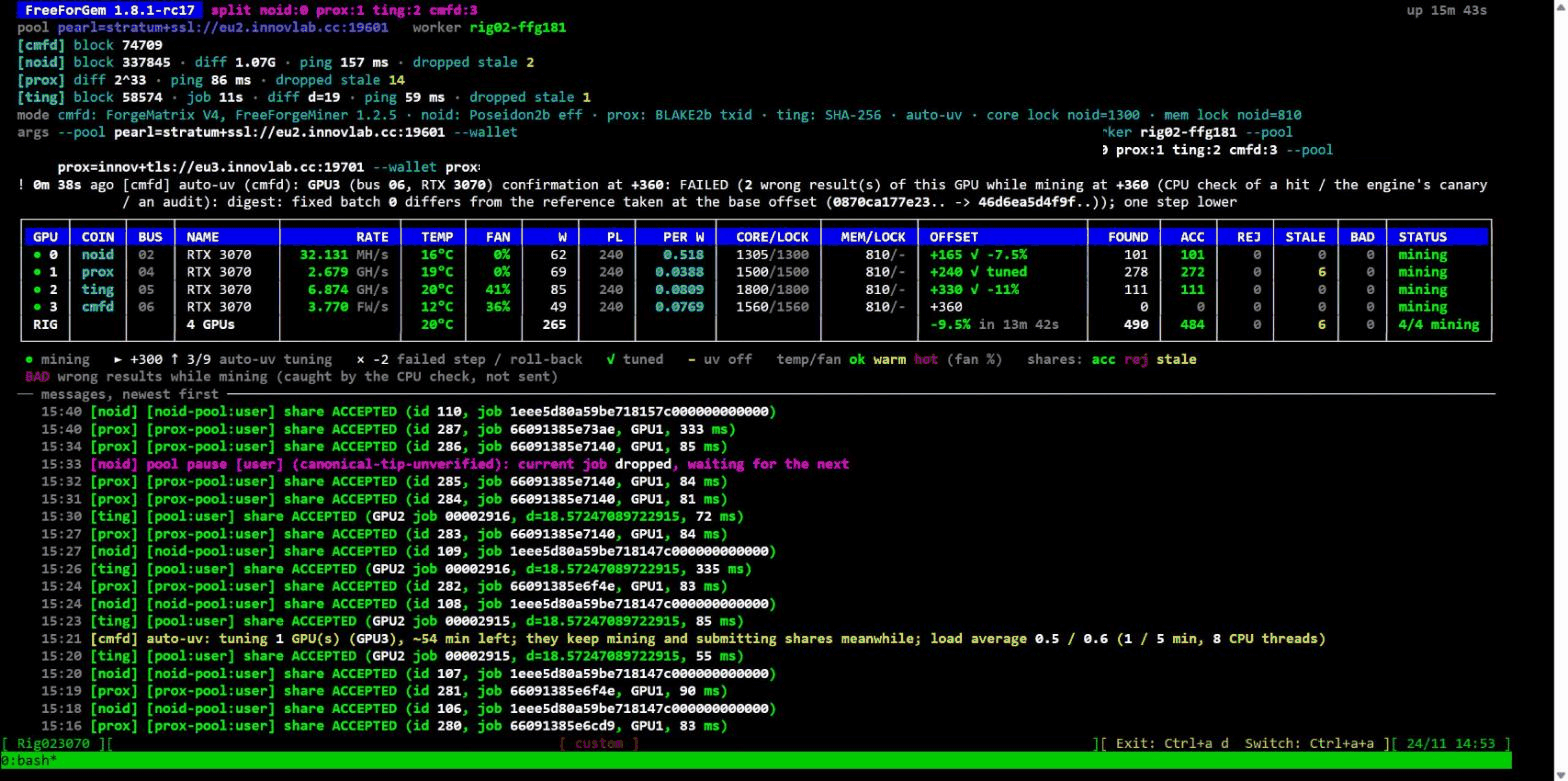 FreeForGem 1.8.1-rc17 split noid:0 prox:1 ting:2 cmfd:3 up 15m 43s
pool pearl=stratum+ssl://eu2.innovlab.cc:19601 worker rig02-ffg181
[cmfd] block 74709
[noid] block 337845 · diff 1.07G · ping 157 ms · dropped stale 2
[prox] diff 2^33 · ping 86 ms · dropped stale 14
[ting] block 58574 · job 11s · diff d=19 · ping 59 ms · dropped stale 1
mode cmfd: ForgeMatrix V4, FreeForgeMiner 1.2.5 · noid: Poseidon2b eff · prox: BLAKE2b txid · ting: SHA-256 · auto-uv · core lock noid=1300 · mem lock noid=810
args --pool pearl=stratum+ssl://eu2.innovlab.cc:19601 --wallet rker rig02-ffg181 --pool
prox:1 ting:2 cmfd:3 --pool
prox=innov+tls://eu3.innovlab.cc:19701 --wallet prox:
! 0m 38s ago [cmfd] auto-uv (cmfd): GPU3 (bus 06, RTX 3070) confirmation at +360: FAILED (2 wrong result(s) of this GPU while mining at +360 (CPU check of a hit / the engine's canary
/ an audit): digest: fixed batch 0 differs from the reference taken at the base offset (0870ca177e23.. -> 46d6ea5d4f9f..)); one step lower
GPU COIN BUS NAME RATE TEMP FAN W PL PER W CORE/LOCK MEM/LOCK OFFSET FOUND ACC REJ STALE BAD STATUS
● 0 noid 02 RTX 3070 32.131 MH/s 16°C 0% 62 240 0.518 1305/1300 810/- +165 √ -7.5% 101 101 0 0 0 mining
● 1 prox 04 RTX 3070 2.679 GH/s 19°C 0% 69 240 0.0388 1500/1500 810/- +240 √ tuned 278 272 0 6 0 mining
● 2 ting 05 RTX 3070 6.874 GH/s 20°C 41% 85 240 0.0809 1800/1800 810/- +330 √ -11% 111 111 0 0 0 mining
● 3 cmfd 06 RTX 3070 3.770 FW/s 12°C 36% 49 240 0.0769 1560/1560 810/- +360 0 0 0 0 0 mining
RIG 4 GPUs 20°C 265 -9.5% in 13m 42s 490 484 0 6 0 4/4 mining
● mining ► +300 ↑ 3/9 auto-uv tuning × -2 failed step / roll-back √ tuned – uv off temp/fan ok warm hot (fan %) shares: acc rej stale
BAD wrong results while mining (caught by the CPU check, not sent)
── messages, newest first
15:40 [noid] [noid-pool:user] share ACCEPTED (id 110, job 1eee5d80a59be718157c000000000000)
15:40 [prox] [prox-pool:user] share ACCEPTED (id 287, job 66091385e73ae, GPU1, 333 ms)
15:34 [prox] [prox-pool:user] share ACCEPTED (id 286, job 66091385e7140, GPU1, 85 ms)
15:33 [noid] pool pause [user] (canonical-tip-unverified): current job dropped, waiting for the next
15:32 [prox] [prox-pool:user] share ACCEPTED (id 285, job 66091385e7140, GPU1, 84 ms)
15:31 [prox] [prox-pool:user] share ACCEPTED (id 284, job 66091385e7140, GPU1, 81 ms)
15:30 [ting] [pool:user] share ACCEPTED (GPU2 job 00002916, d=18.57247089722915, 72 ms)
15:27 [prox] [prox-pool:user] share ACCEPTED (id 283, job 66091385e7140, GPU1, 84 ms)
15:27 [noid] [noid-pool:user] share ACCEPTED (id 109, job 1eee5d80a59be718147c000000000000)
15:26 [ting] [pool:user] share ACCEPTED (GPU2 job 00002916, d=18.57247089722915, 335 ms)
15:24 [prox] [prox-pool:user] share ACCEPTED (id 282, job 66091385e6f4e, GPU1, 83 ms)
15:24 [noid] [noid-pool:user] share ACCEPTED (id 108, job 1eee5d80a59be718147c000000000000)
15:23 [ting] [pool:user] share ACCEPTED (GPU2 job 00002915, d=18.57247089722915, 85 ms)
15:21 [cmfd] auto-uv: tuning 1 GPU(s) (GPU3), ~54 min left; they keep mining and submitting shares meanwhile; load average 0.5 / 0.6 (1 / 5 min, 8 CPU threads)
15:20 [ting] [pool:user] share ACCEPTED (GPU2 job 00002915, d=18.57247089722915, 55 ms)
15:20 [noid] [noid-pool:user] share ACCEPTED (id 107, job 1eee5d80a59be718147c000000000000)
15:19 [prox] [prox-pool:user] share ACCEPTED (id 281, job 66091385e6f4e, GPU1, 90 ms)
15:18 [noid] [noid-pool:user] share ACCEPTED (id 106, job 1eee5d80a59be718147c000000000000)
15:16 [prox] [prox-pool:user] share ACCEPTED (id 280, job 66091385e6cd9, GPU1, 83 ms)
[ Rig023070 ][ { custom ] ][ Exit: Ctrl+a d Switch: Ctrl+a+a ][ 24/11 14:53 ]
0:bash*